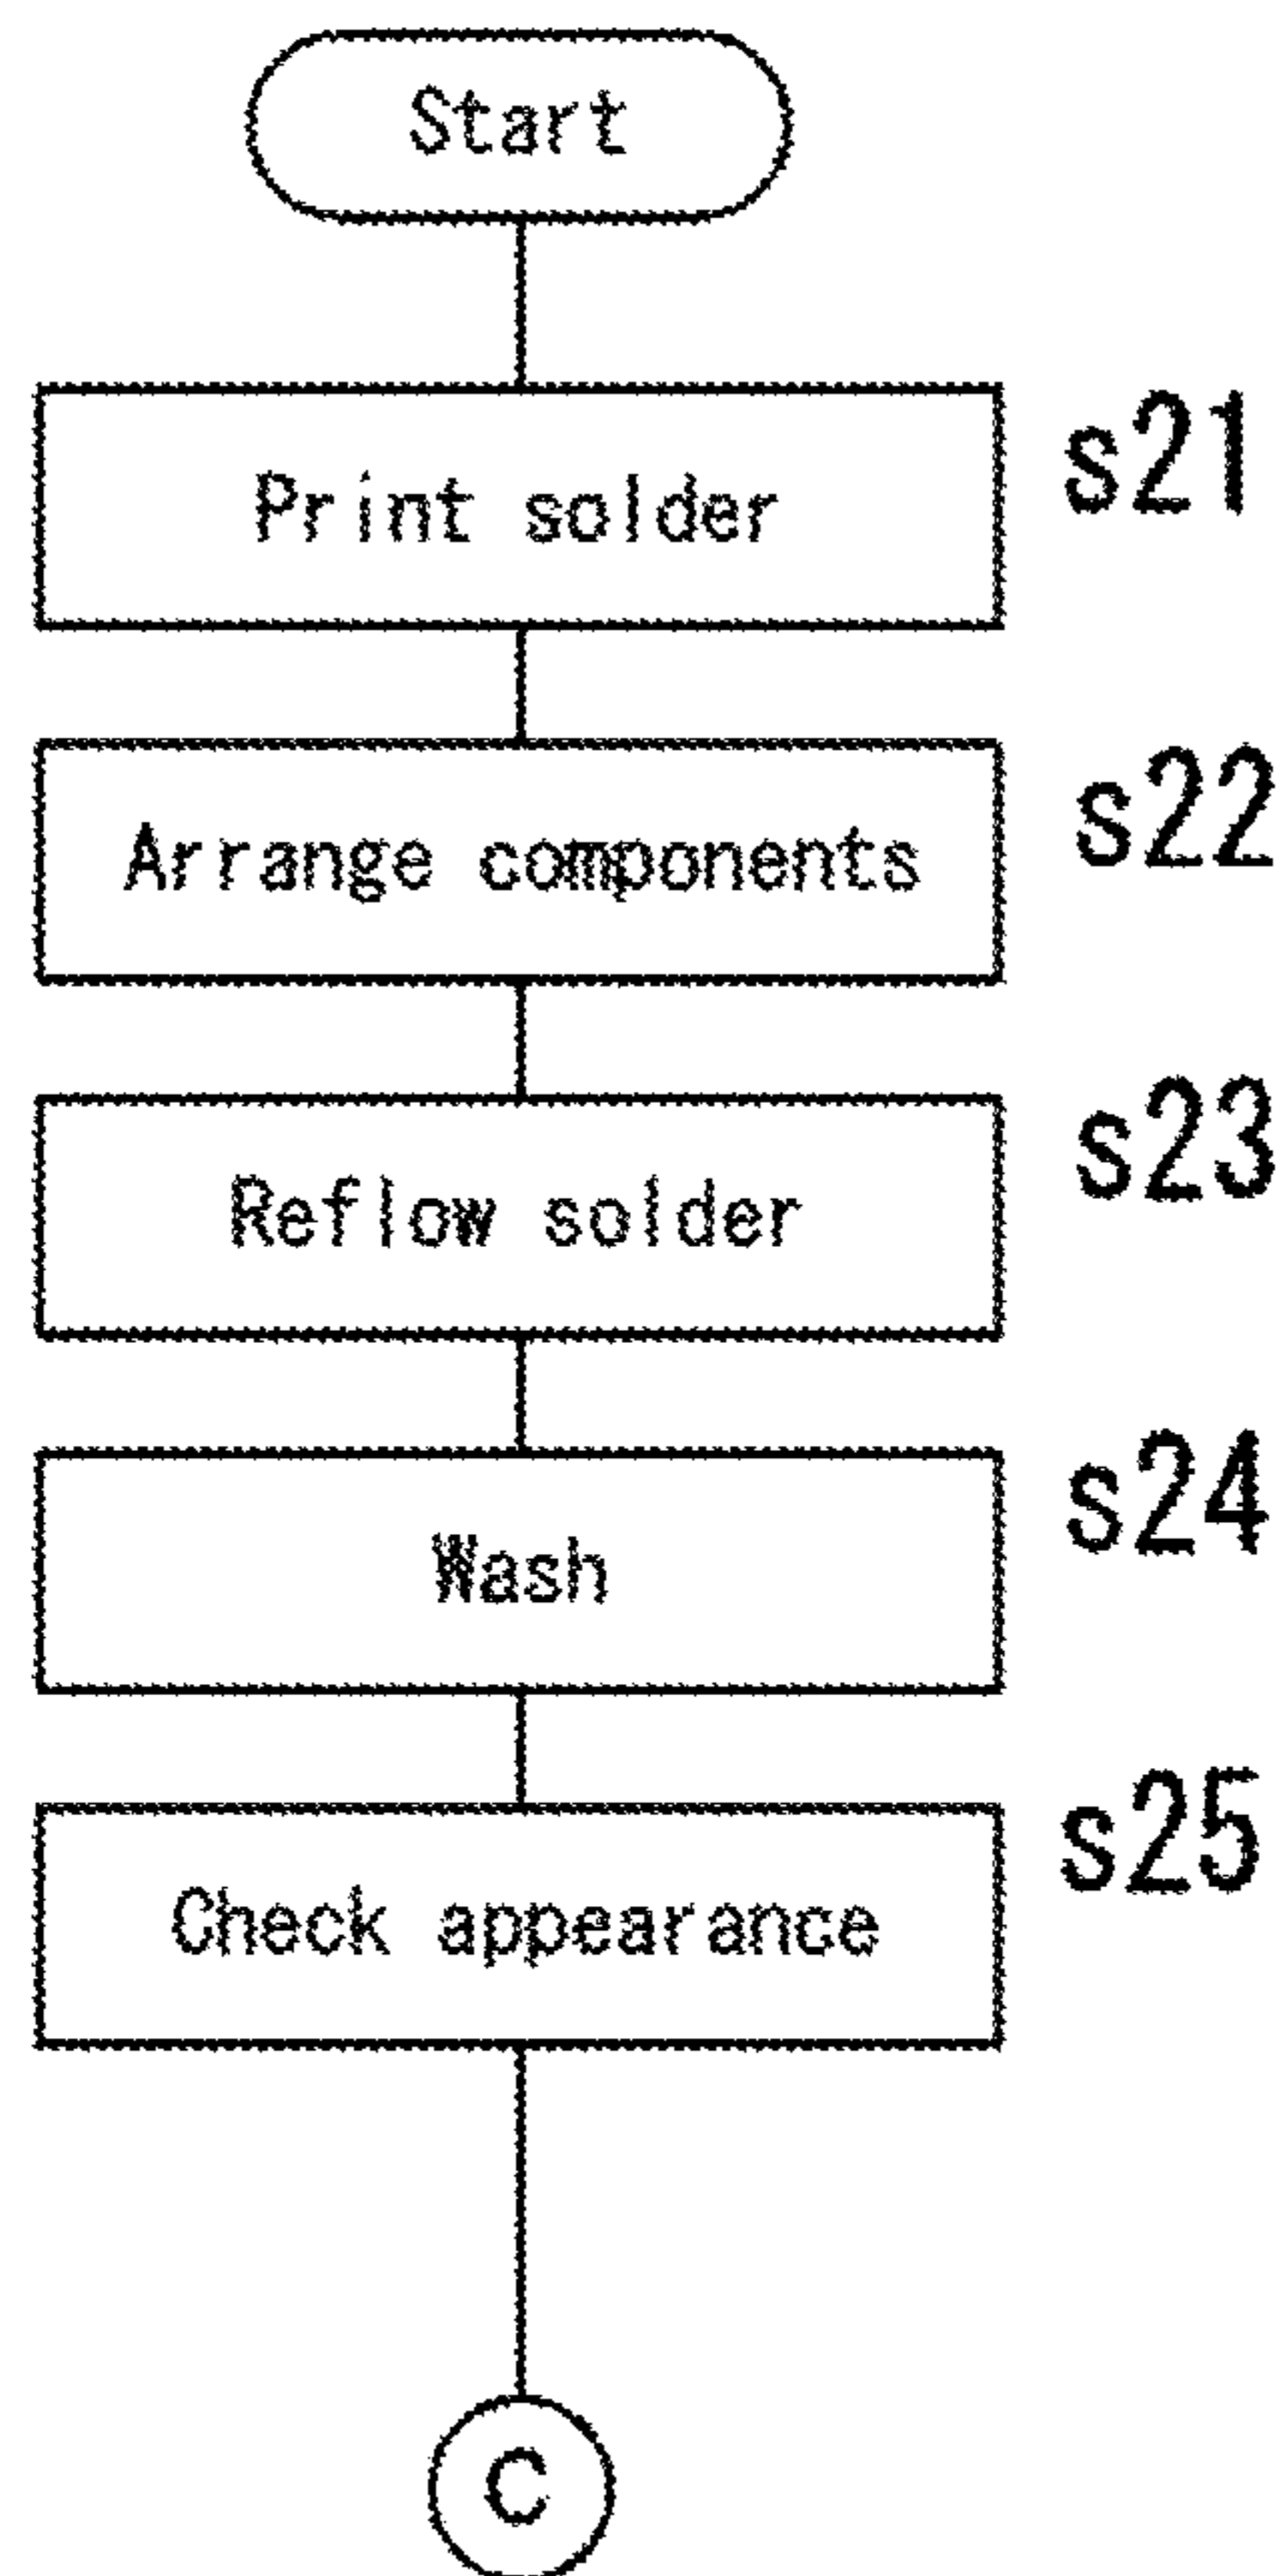 Start
Print solder
s21
Arrange components
s22
Reflow solder
s23
Wash
s24
Check appearance
s25
C